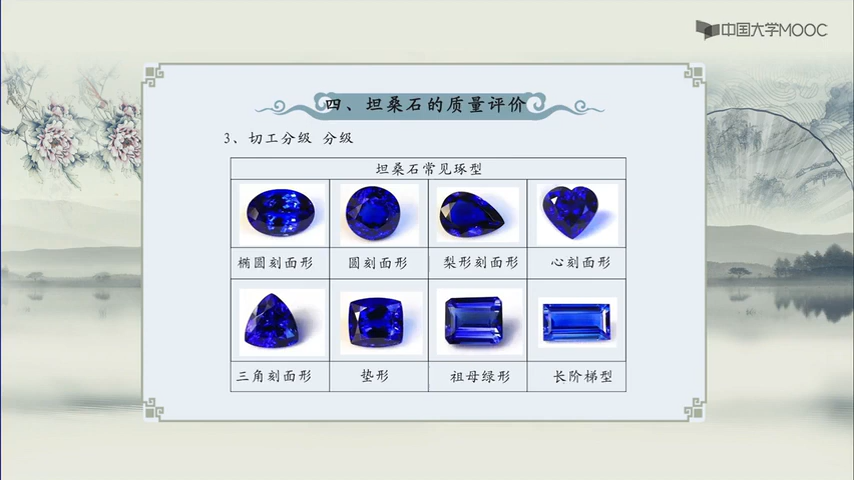 中国大学MOOC
四、坦桑石的质量评价
3、切工分级 分级
坦桑石常见琢型
椭圆刻面形 圆刻面形 梨形刻面形 心刻面形
三角刻面形 垫形 祖母绿形 长阶梯型